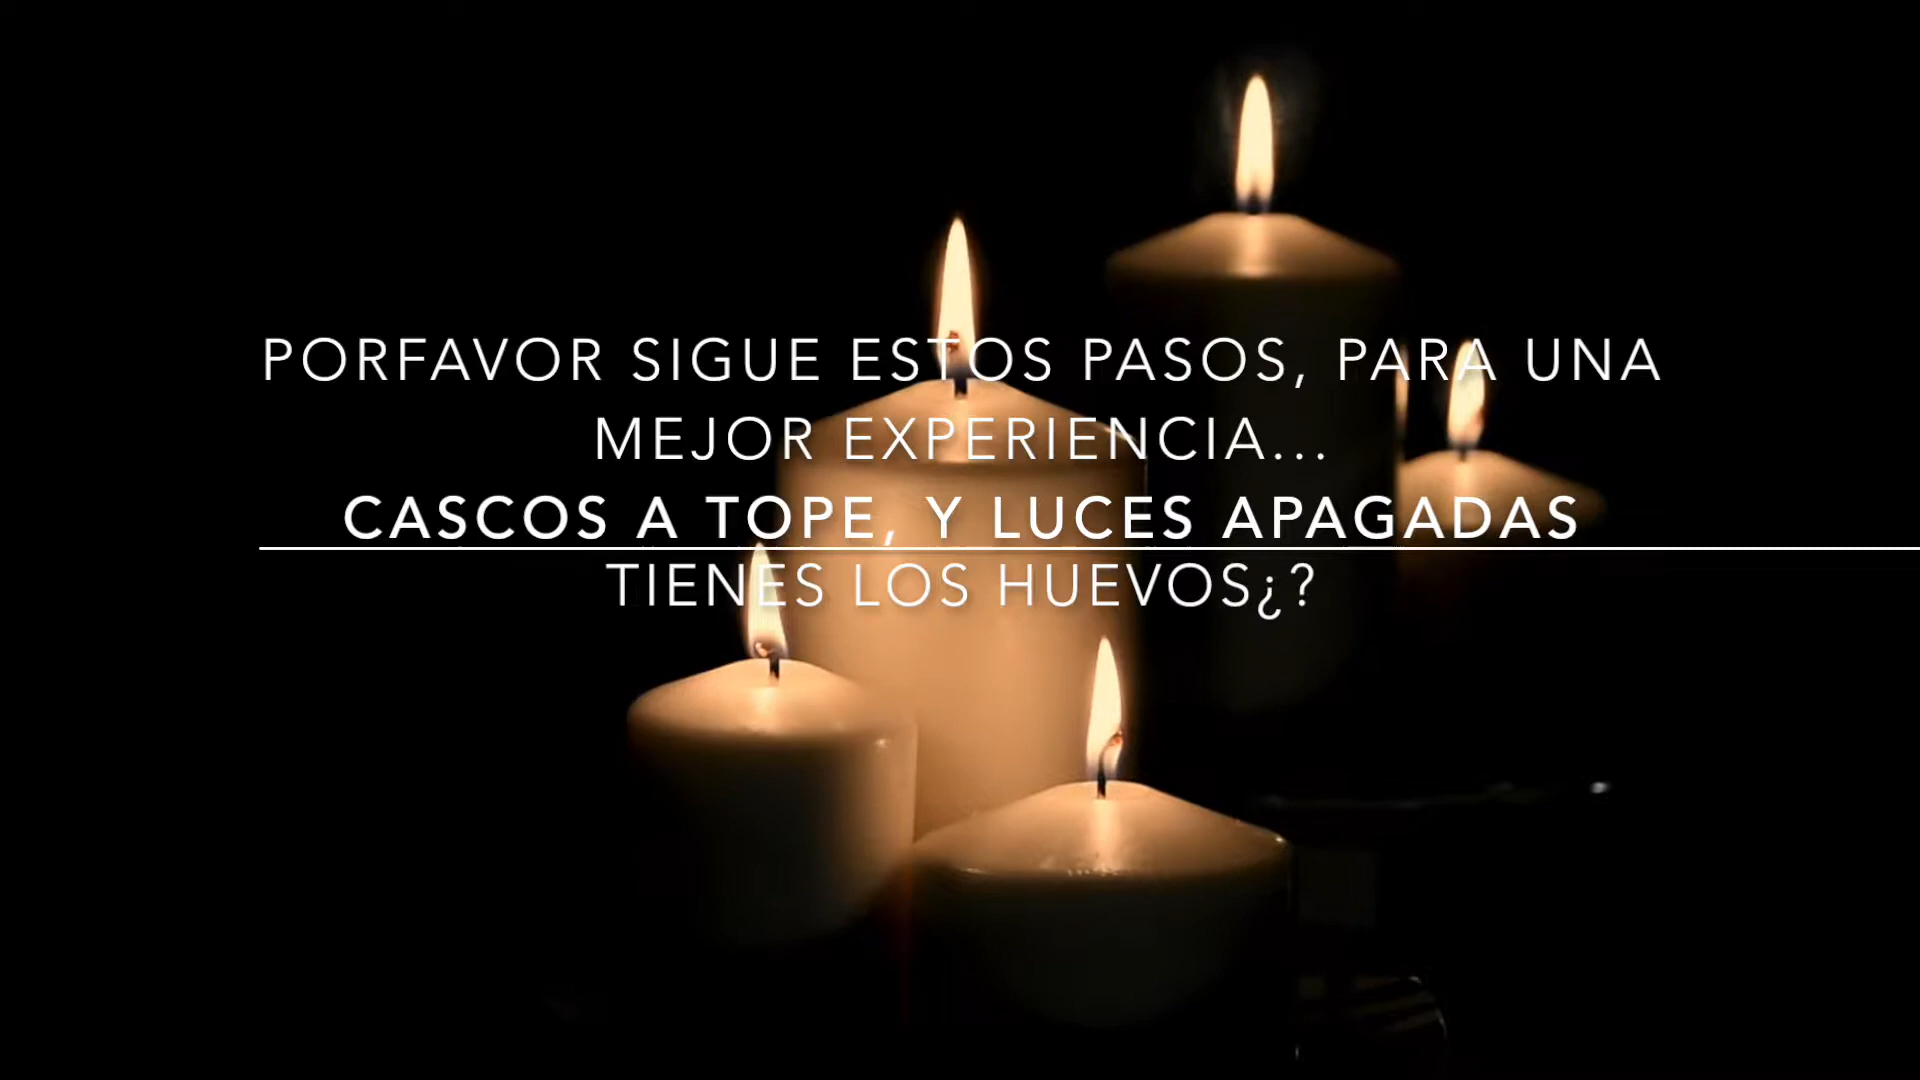 PORFAVOR SIGUE ESTOS PASOS, PARA UNA
MEJOR EXPERIENCIA...
CASCOS A TOPE, Y LUCES APAGADAS
TIENES LOS HUEVOS¿?